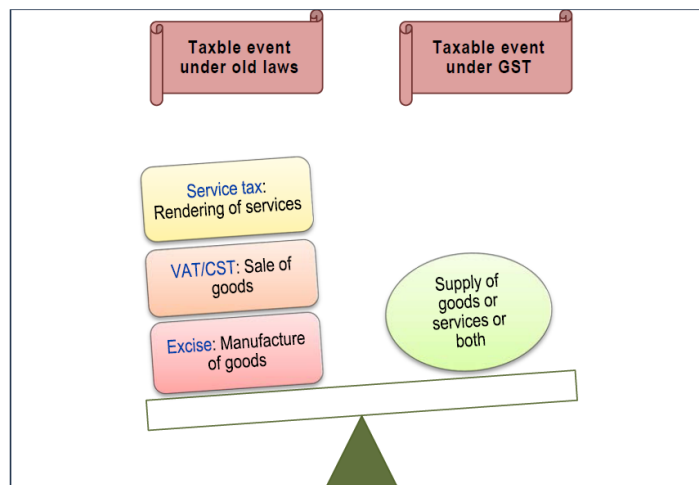 Taxble event
under old laws
Taxable event
under GST
Service tax:
Rendering of services
VAT/CST: Sale of
goods
Excise: Manufacture
of goods
Supply of
goods or
services or
both